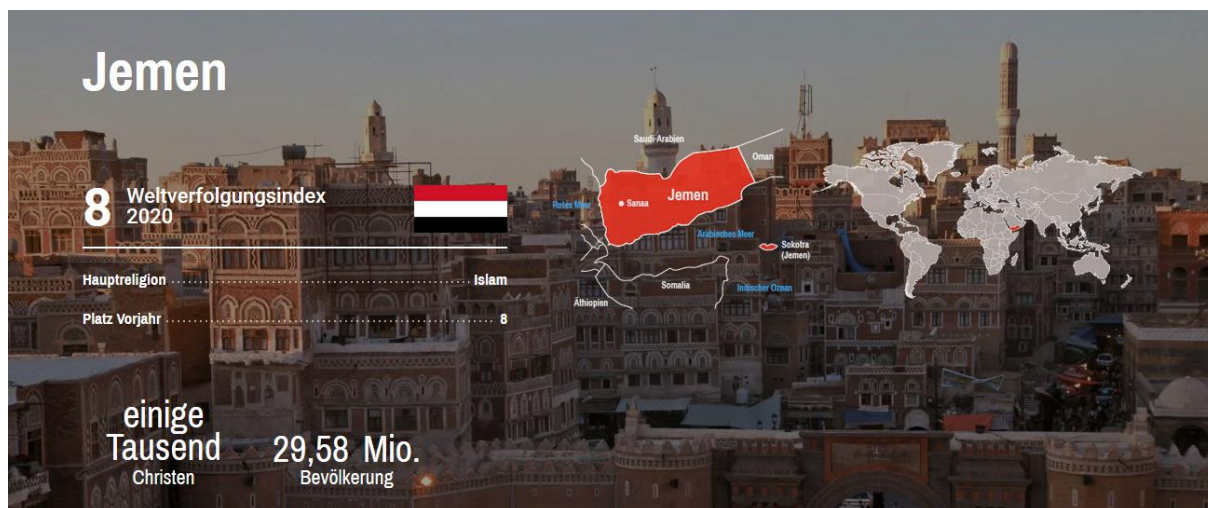 Jemen
8 Weltverfolgungsindex
2020
Hauptreligion Islam
Platz Vorjahr 8
einige
Tausend
Christen
29,58 Mio.
Bevölkerung
Saudi-Arabien
Oman
Rotes Meer
Sanaa
Jemen
Arabisches Meer
Sokotra
(Jemen)
Somalia
Indischer Ozean
Äthiopien